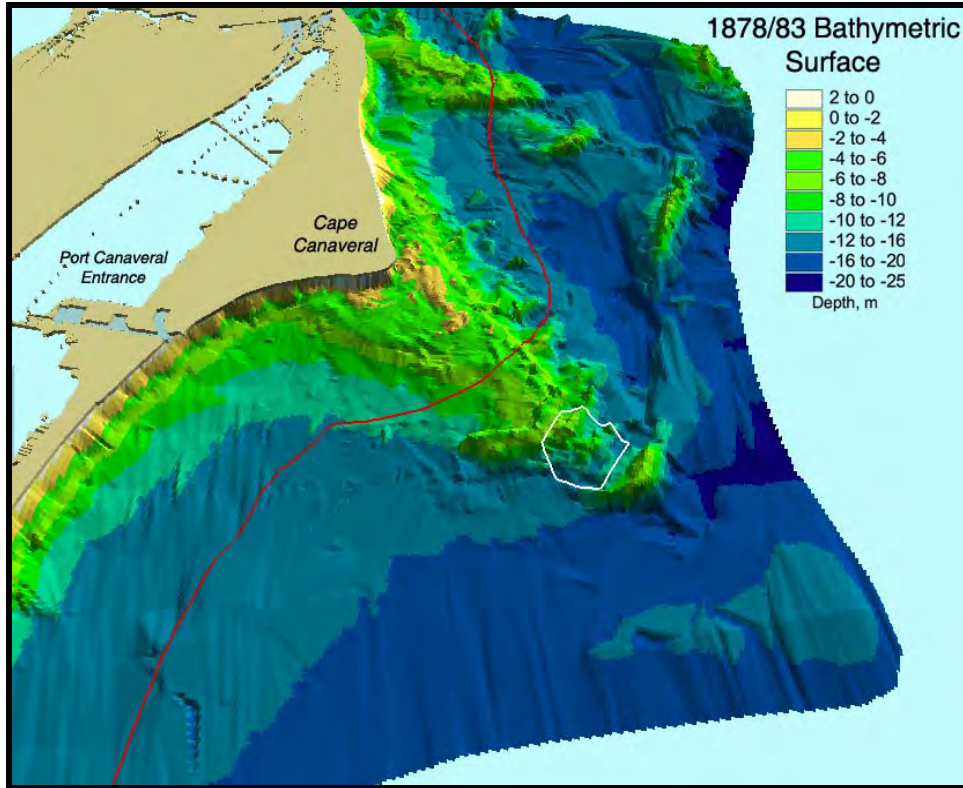 1878/83 Bathymetric
Surface
2 to 0
0 to -2
-2 to -4
-4 to -6
-6 to -8
-8 to -10
-10 to -12
-12 to -16
-16 to -20
-20 to -25
Depth, m
Cape
Canaveral
Port Canaveral
Entrance